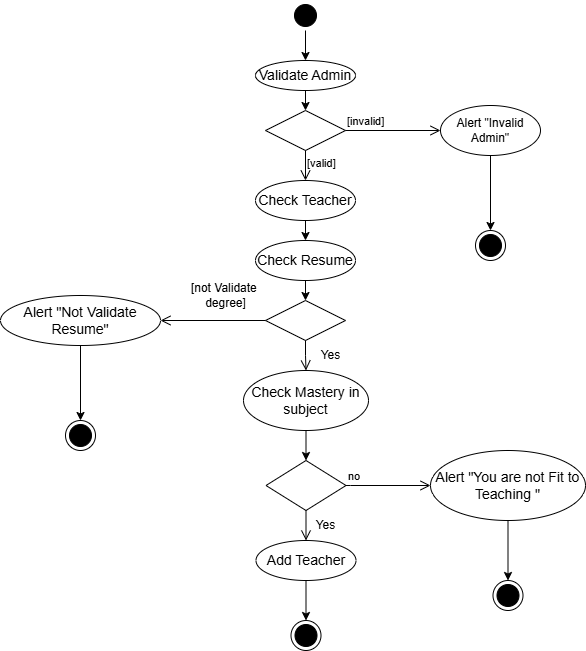 Validate Admin
[invalid]
Alert "Invalid
Admin"
[valid]
Check Teacher
Check Resume
[not Validate
degree]
Alert "Not Validate
Resume"
Yes
Check Mastery in
subject
no
Alert "You are not Fit to
Teaching "
Yes
Add Teacher